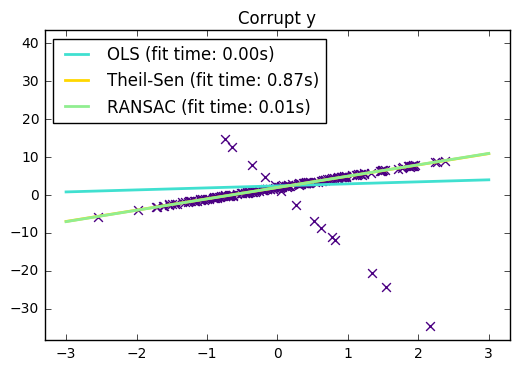 Corrupt y
OLS (fit time: 0.00s)
Theil-Sen (fit time: 0.87s)
RANSAC (fit time: 0.01s)
40
30
20
10
0
−10
−20
−30
−3 −2 −1 0 1 2 3